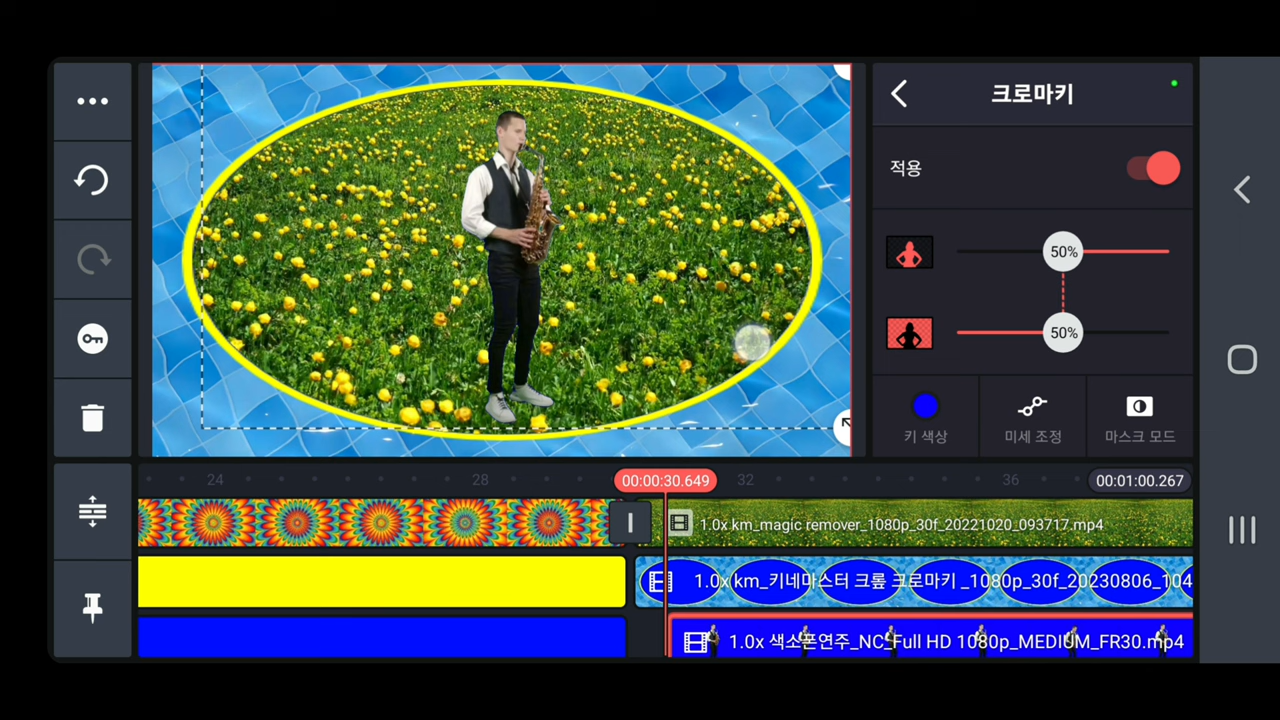 크로마키
적용
50%
50%
키 색상
미세 조정
마스크 모드
24
28
00:00:30.649
32
36
00:01:00.267
1.0x km_magic remover_1080p_30f_20221020_093717.mp4
1.0x km_키네마스터 크롶 크로마키 _1080p_30f_20230806_104
1.0x 색소폰연주_NC_Full HD 1080p_MEDIUM_FR30.mp4